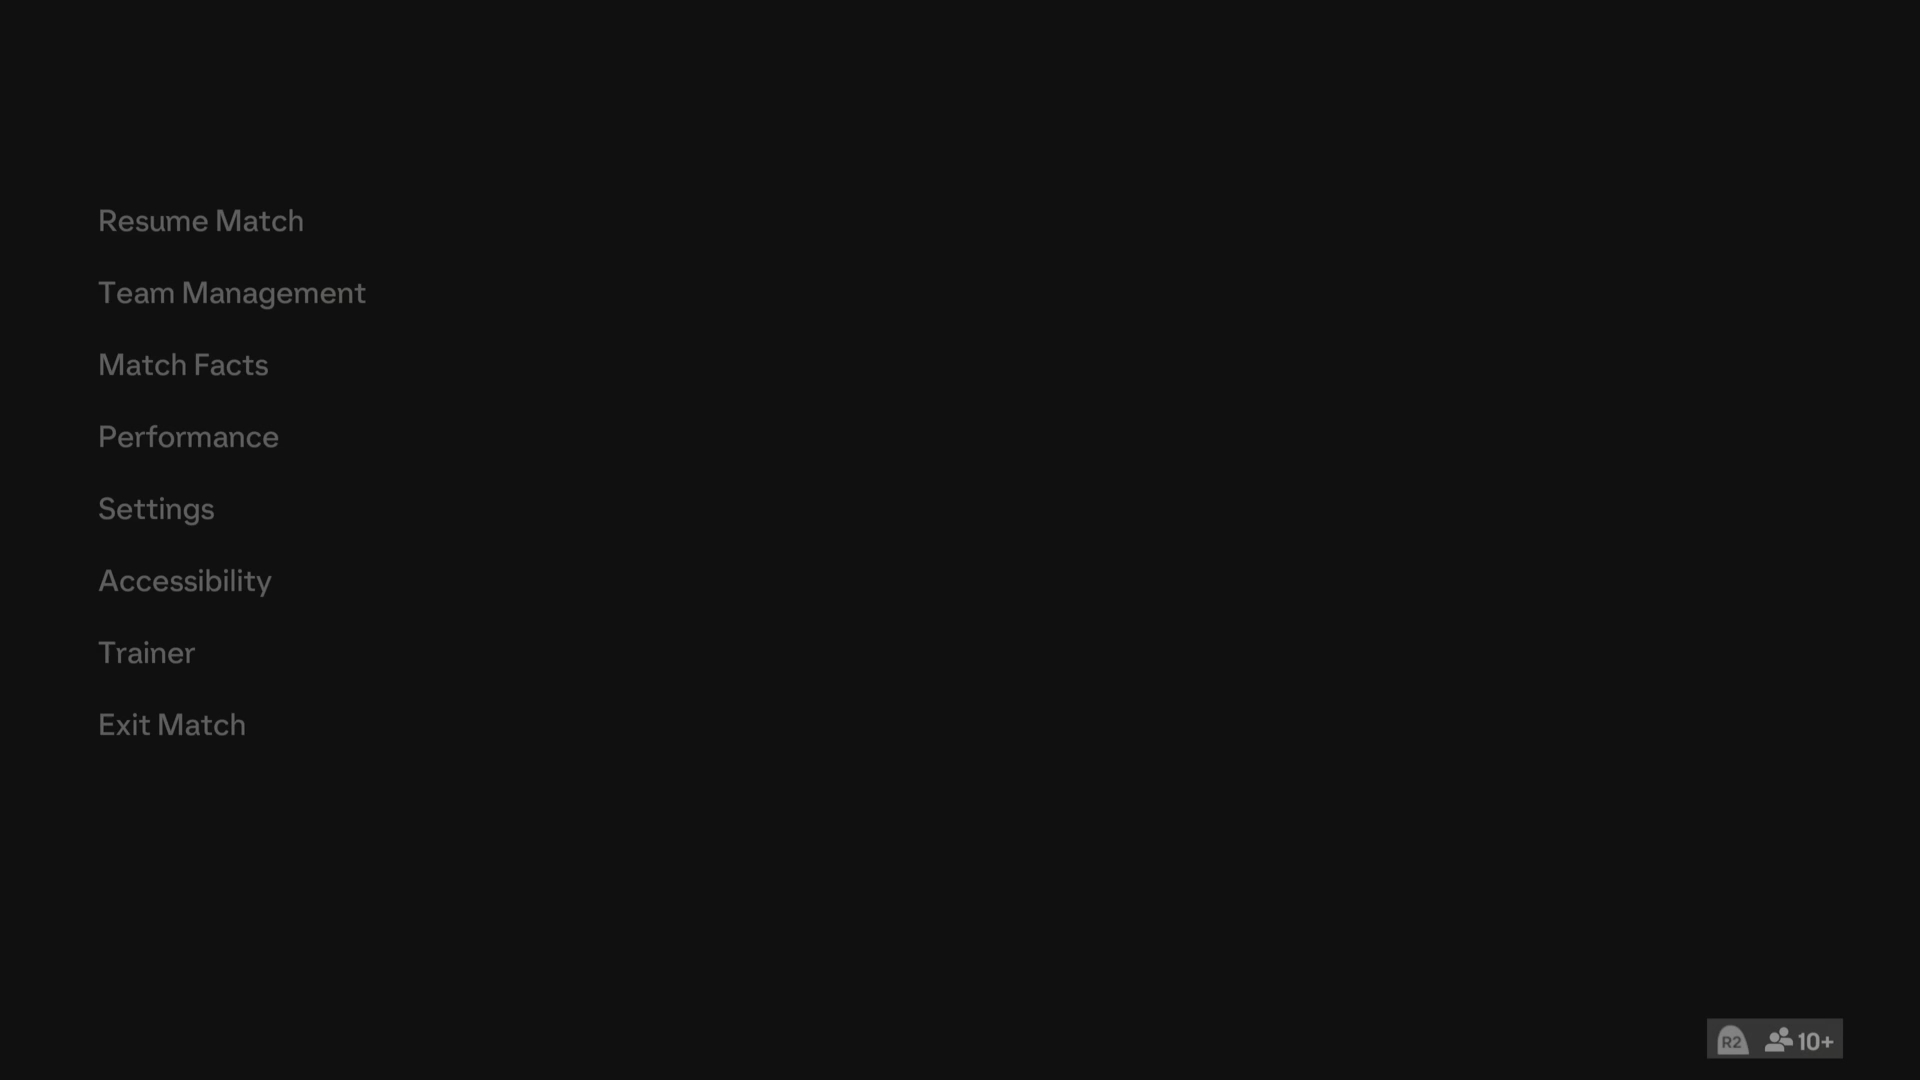 Resume Match
Team Management
Match Facts
Performance
Settings
Accessibility
Trainer
Exit Match
R2 10+